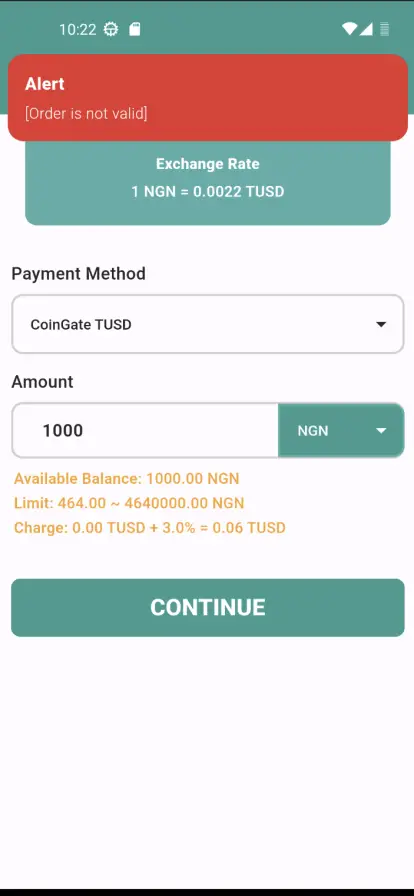 10:22
Alert
[Order is not valid]
Exchange Rate
1 NGN = 0.0022 TUSD
Payment Method
CoinGate TUSD
Amount
1000 NGN
Available Balance: 1000.00 NGN
Limit: 464.00 ~ 4640000.00 NGN
Charge: 0.00 TUSD + 3.0% = 0.06 TUSD
CONTINUE